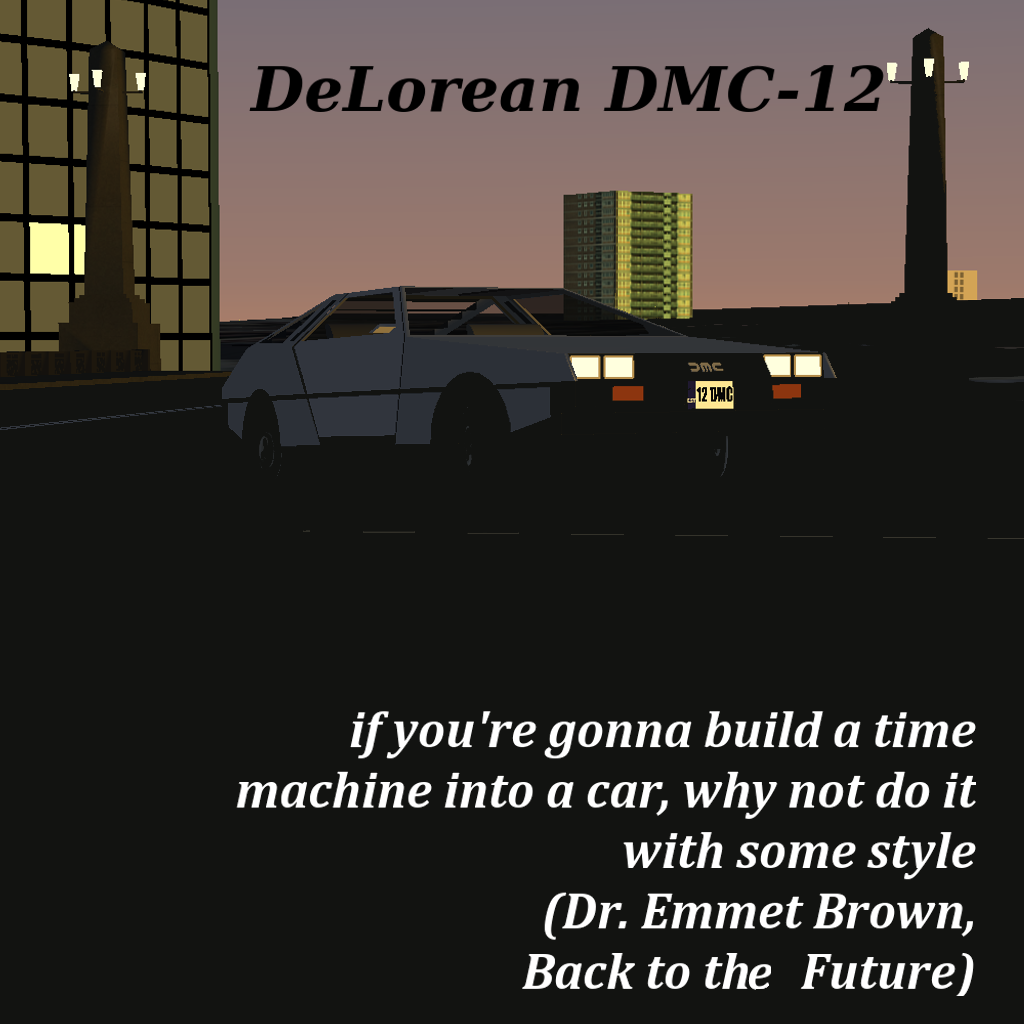 DeLorean DMC-12
DMC
12 DMC
if you're gonna build a time
machine into a car, why not do it
with some style
(Dr. Emmet Brown,
Back to the Future)